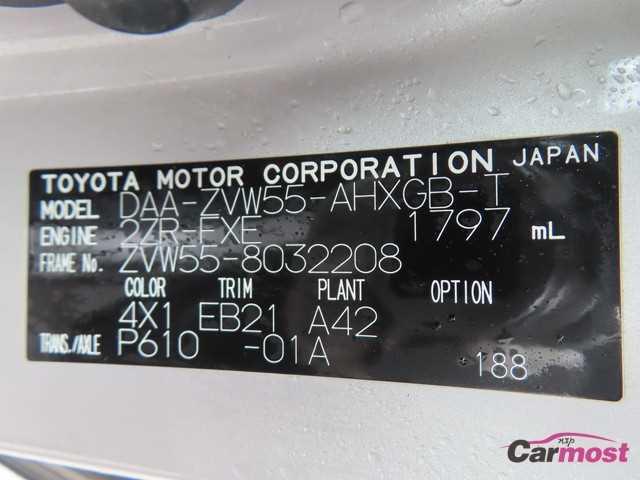 TOYOTA MOTOR CORPORATION JAPAN
MODEL DAA-ZVW55-AHXGB-T
ENGINE 2ZR-FXE 1797 mL
FRAME No. ZVW55-8032208
COLOR TRIM PLANT OPTION
4X1 EB21 A42
TRANS./AXLE P610 -01A
188
Carmost